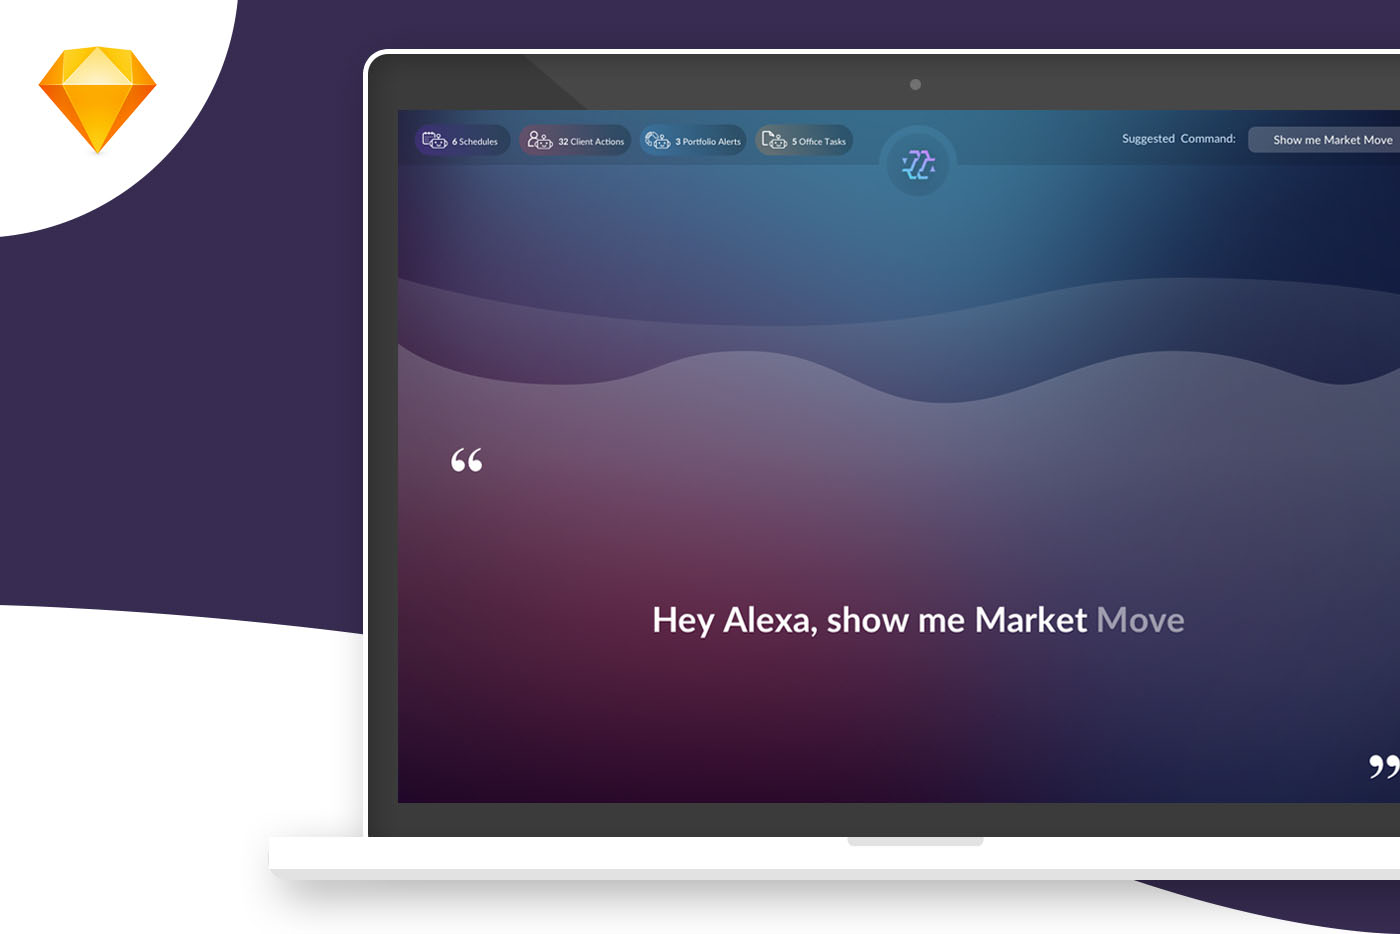 6 Schedules
32 Client Actions
3 Portfolio Alerts
5 Office Tasks
Suggested Command:
Show me Market Move
“
Hey Alexa, show me Market Move
”